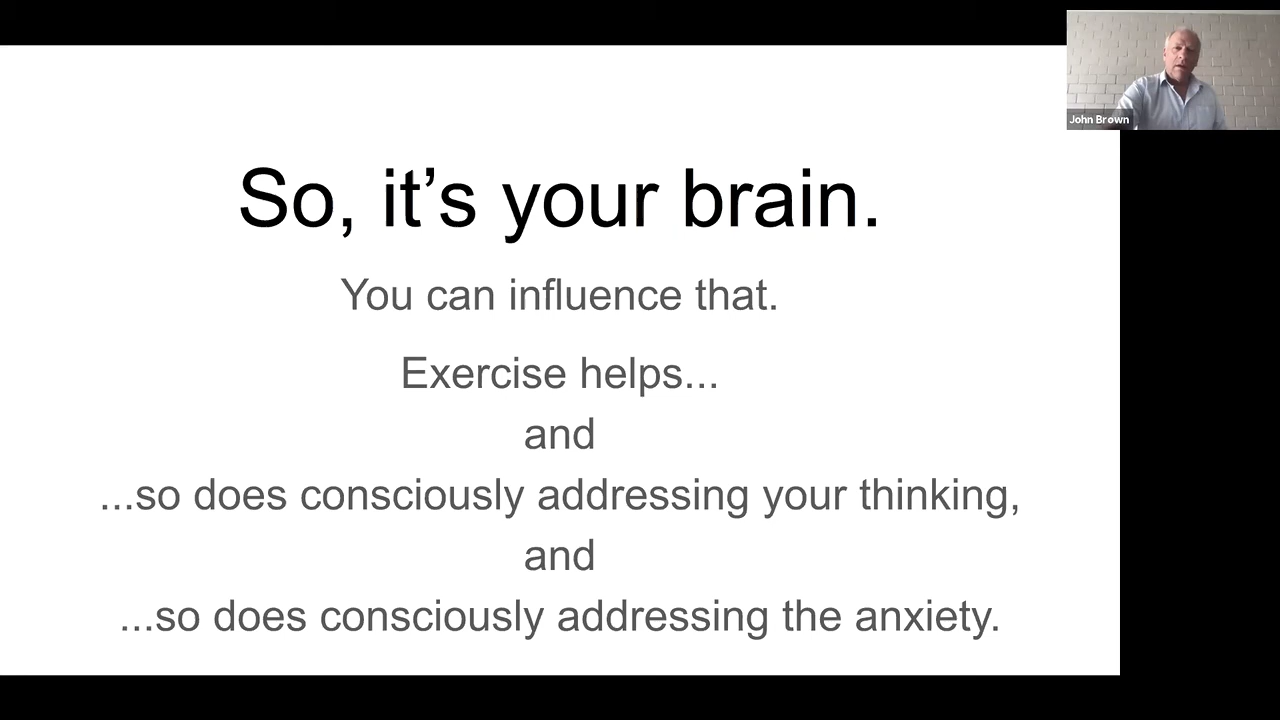 So, it’s your brain.
You can influence that.
Exercise helps...
and
...so does consciously addressing your thinking,
and
...so does consciously addressing the anxiety.
John Brown